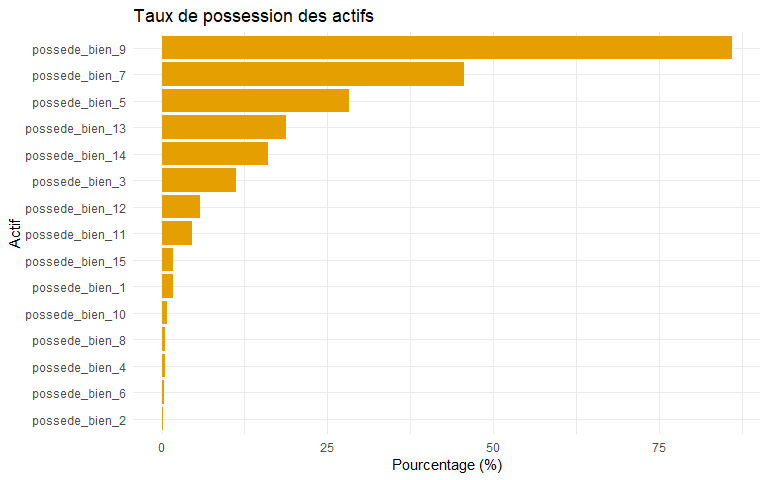 Taux de possession des actifs
possede_bien_9
possede_bien_7
possede_bien_5
possede_bien_13
possede_bien_14
possede_bien_3
possede_bien_12
possede_bien_11
possede_bien_15
possede_bien_1
possede_bien_10
possede_bien_8
possede_bien_4
possede_bien_6
possede_bien_2
Actif
0 25 50 75
Pourcentage (%)